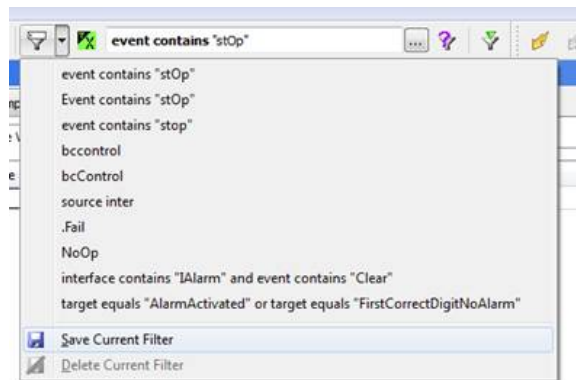 event contains "stOp"
...
event contains "stOp"
Event contains "stOp"
event contains "stop"
bccontrol
bcControl
source inter
.Fail
NoOp
interface contains "IAlarm" and event contains "Clear"
target equals "AlarmActivated" or target equals "FirstCorrectDigitNoAlarm"
Save Current Filter
Delete Current Filter